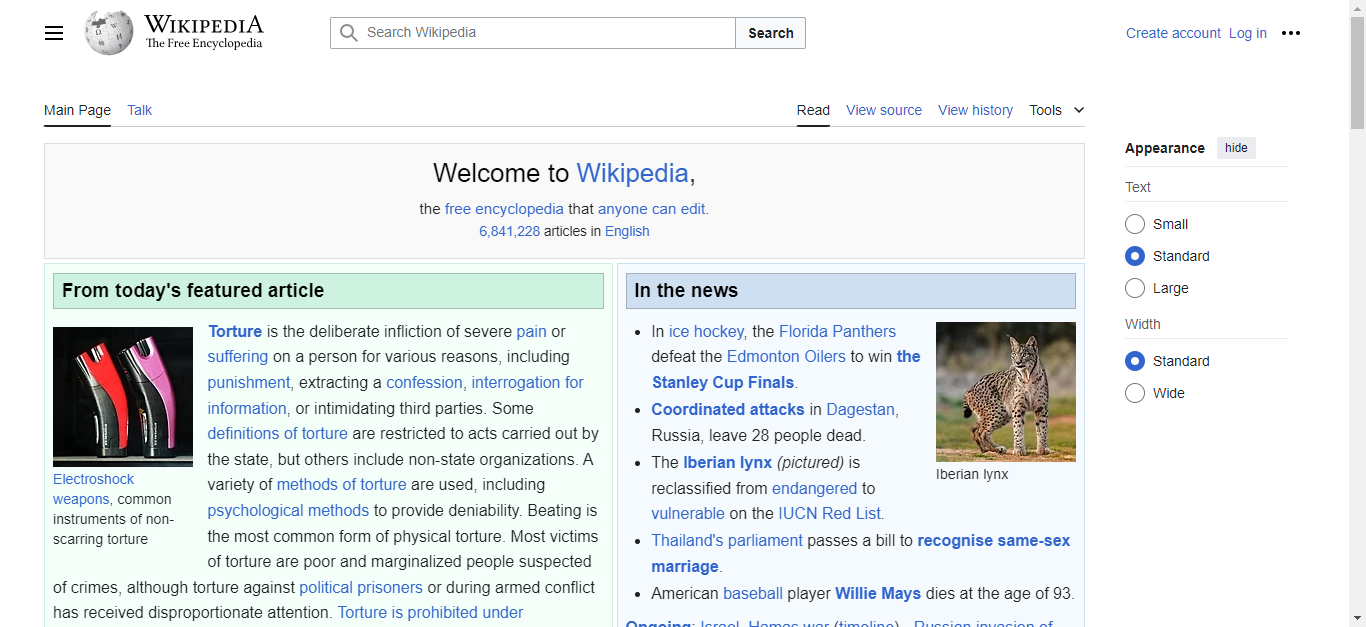 WIKIPEDIA
The Free Encyclopedia
Search Wikipedia
Search
Create account Log in
Main Page Talk
Read View source View history Tools
Welcome to Wikipedia,
the free encyclopedia that anyone can edit.
6,841,228 articles in English
From today's featured article
Electroshock
weapons, common
instruments of non-
scarring torture
Torture is the deliberate infliction of severe pain or
suffering on a person for various reasons, including
punishment, extracting a confession, interrogation for
information, or intimidating third parties. Some
definitions of torture are restricted to acts carried out by
the state, but others include non-state organizations. A
variety of methods of torture are used, including
psychological methods to provide deniability. Beating is
the most common form of physical torture. Most victims
of torture are poor and marginalized people suspected
of crimes, although torture against political prisoners or during armed conflict
has received disproportionate attention. Torture is prohibited under
In the news
Iberian lynx
• In ice hockey, the Florida Panthers
defeat the Edmonton Oilers to win the
Stanley Cup Finals.
• Coordinated attacks in Dagestan,
Russia, leave 28 people dead.
• The Iberian lynx (pictured) is
reclassified from endangered to
vulnerable on the IUCN Red List.
• Thailand's parliament passes a bill to recognise same-sex
marriage.
• American baseball player Willie Mays dies at the age of 93.
Ongoing: Israel–Hamas war (timeline) · Russian invasion of
Appearance hide
Text
Small
Standard
Large
Width
Standard
Wide